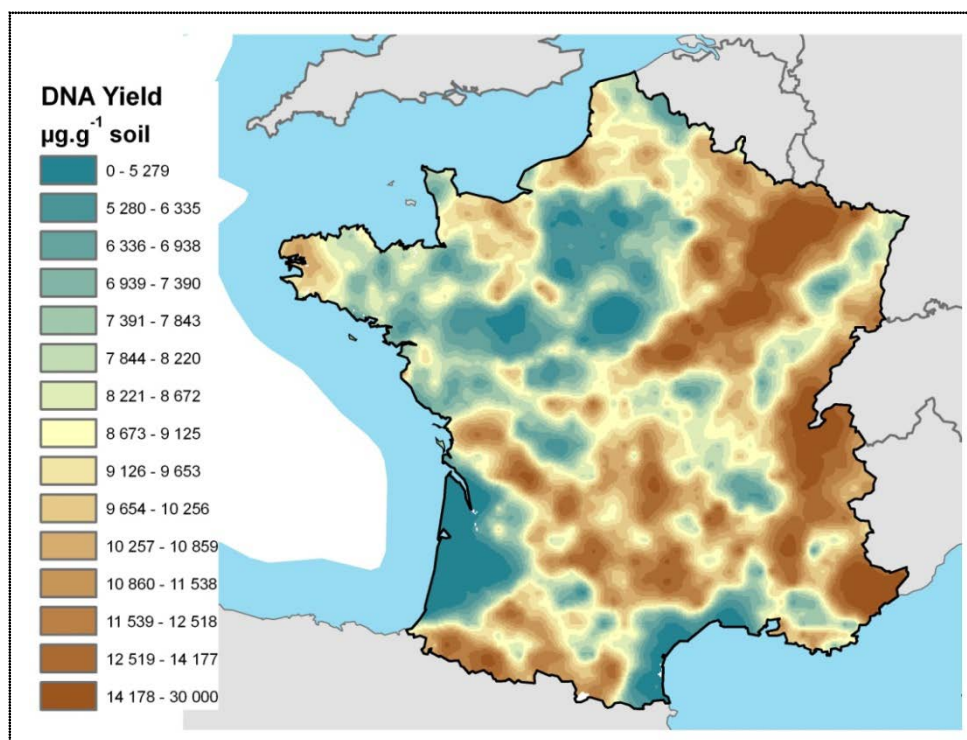 DNA Yield
µg.g⁻¹ soil
0 - 5 279
5 280 - 6 335
6 336 - 6 938
6 939 - 7 390
7 391 - 7 843
7 844 - 8 220
8 221 - 8 672
8 673 - 9 125
9 126 - 9 653
9 654 - 10 256
10 257 - 10 859
10 860 - 11 538
11 539 - 12 518
12 519 - 14 177
14 178 - 30 000